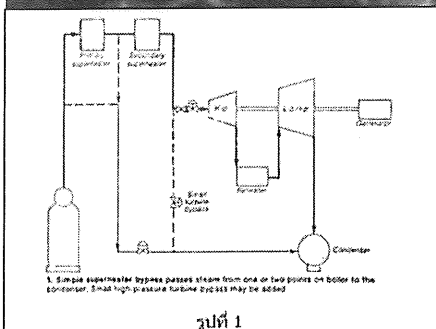 Primary
superheater
Secondary
superheater
H.p.
Generator
Reheater
Small
turbine
bypass
Condenser
1. Simple superheater bypass passes steam from one or two points on boiler to the
condenser. Small high-pressure turbine bypass may be added
รูปที่ 1